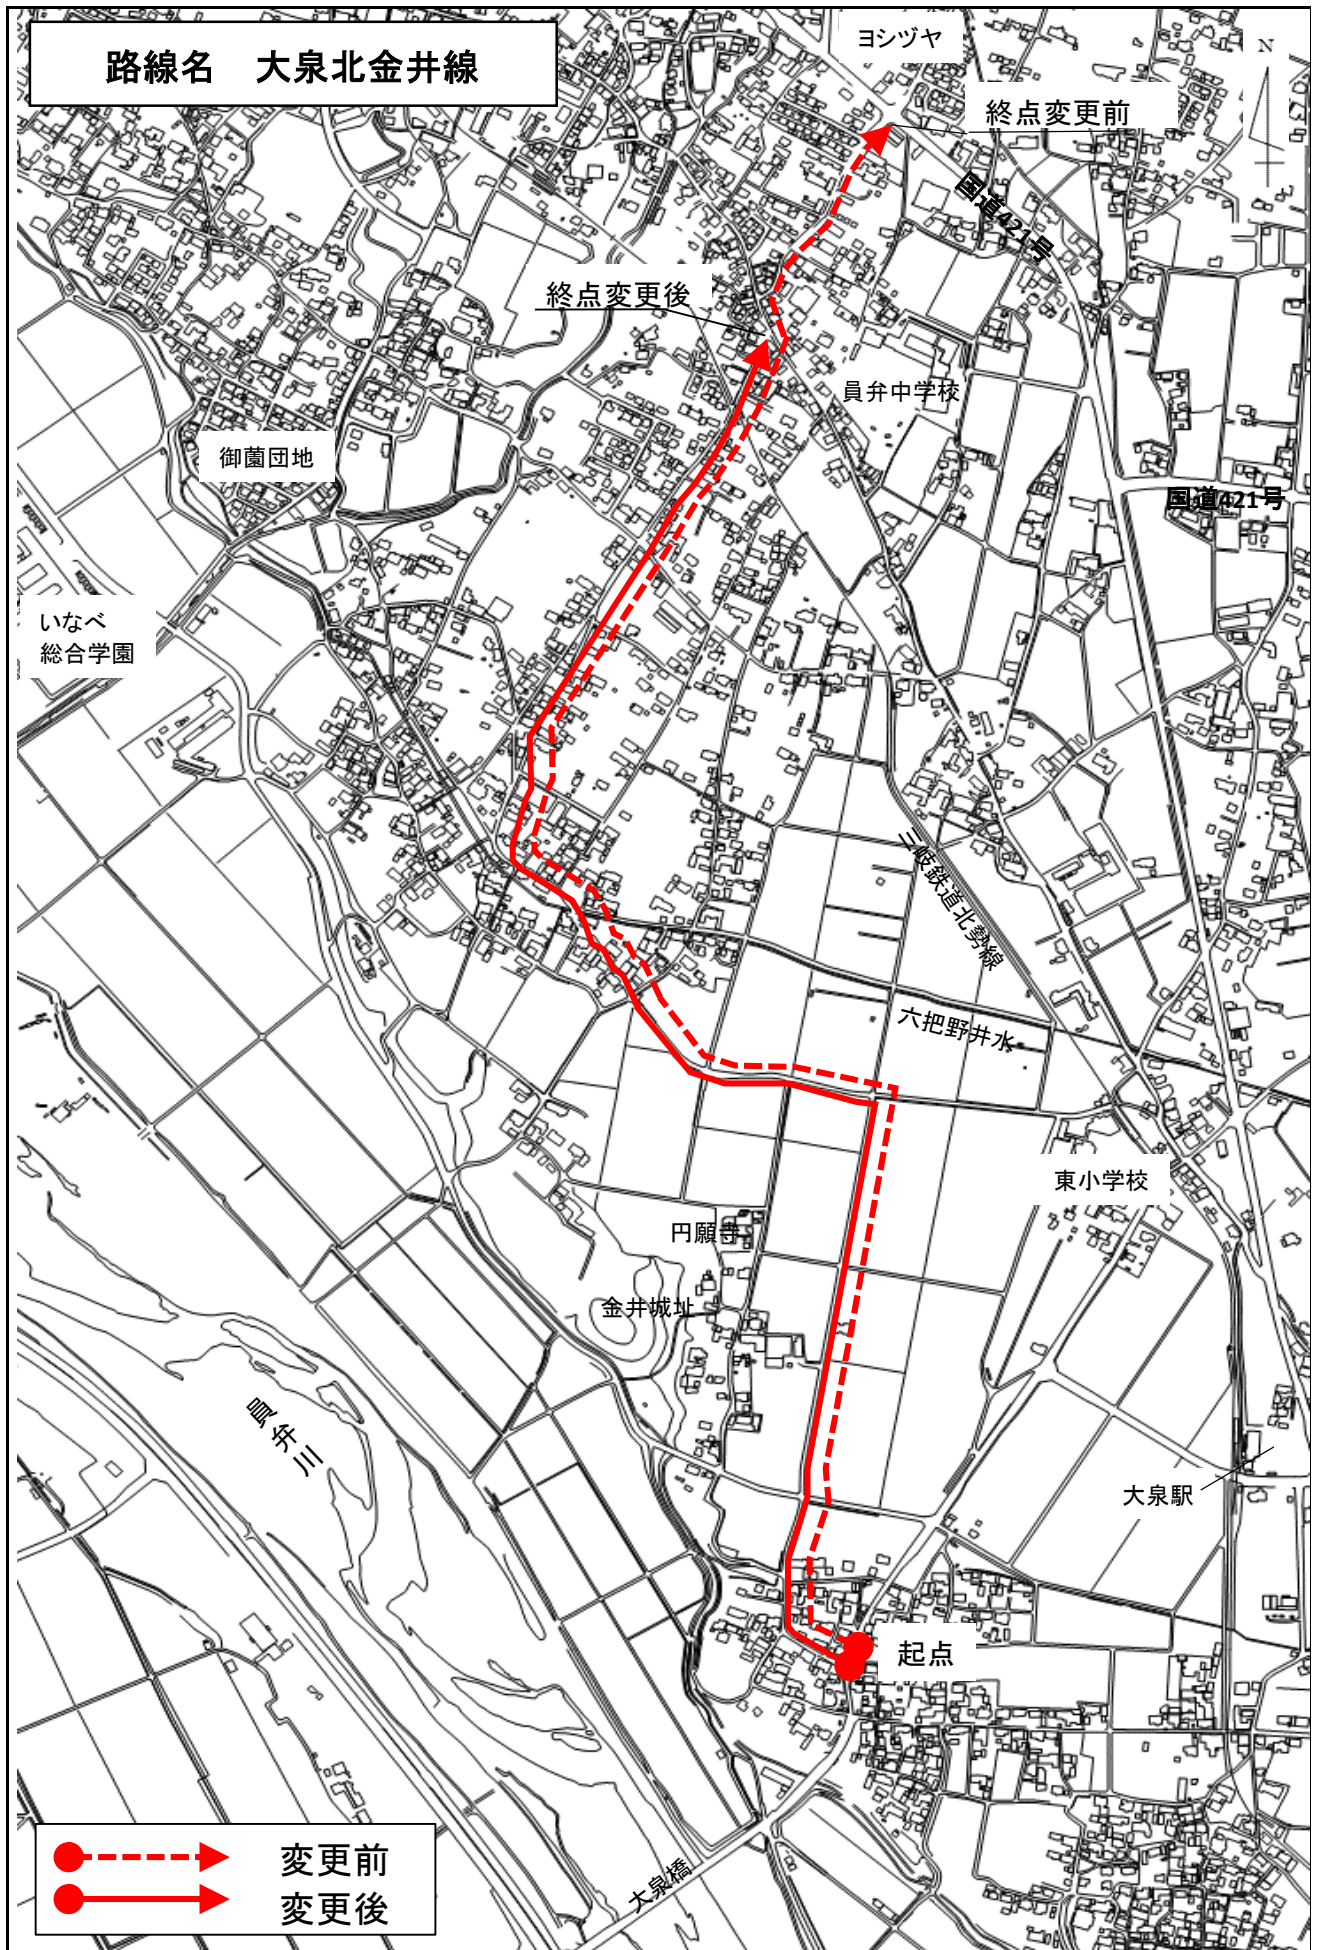 路線名　大泉北金井線
ヨシヅヤ
N
終点変更前
国道421号
終点変更後
員弁中学校
御薗団地
国道421号
いなべ
総合学園
三岐鉄道北勢線
六把野井水
東小学校
円願寺
金井城址
員弁川
大泉駅
起点
大泉橋
変更前
変更後